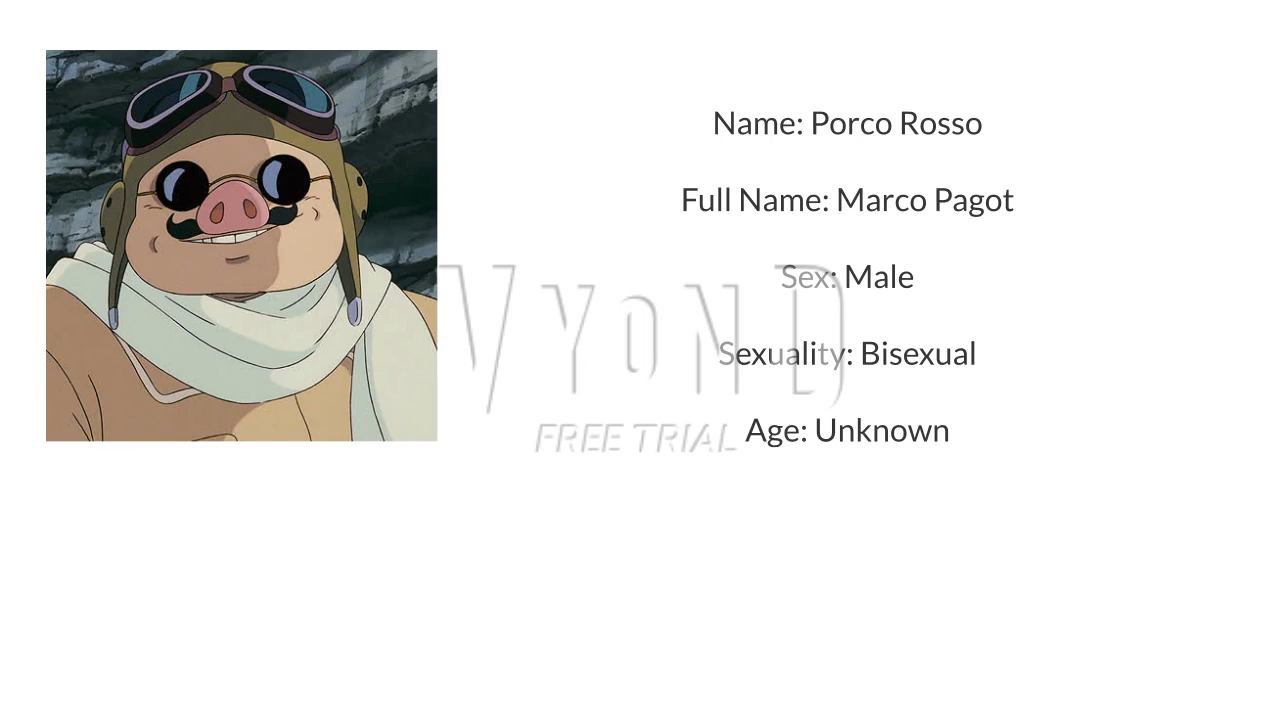 Name: Porco Rosso
Full Name: Marco Pagot
Sex: Male
Sexuality: Bisexual
Age: Unknown
VYOND
FREE TRIAL